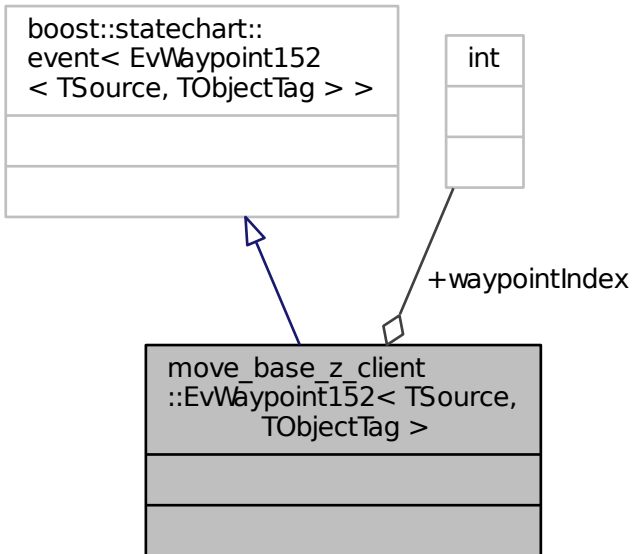 boost::statechart::
event< EvWaypoint152
< TSource, TObjectTag > >
int
+waypointIndex
move_base_z_client
::EvWaypoint152< TSource,
TObjectTag >